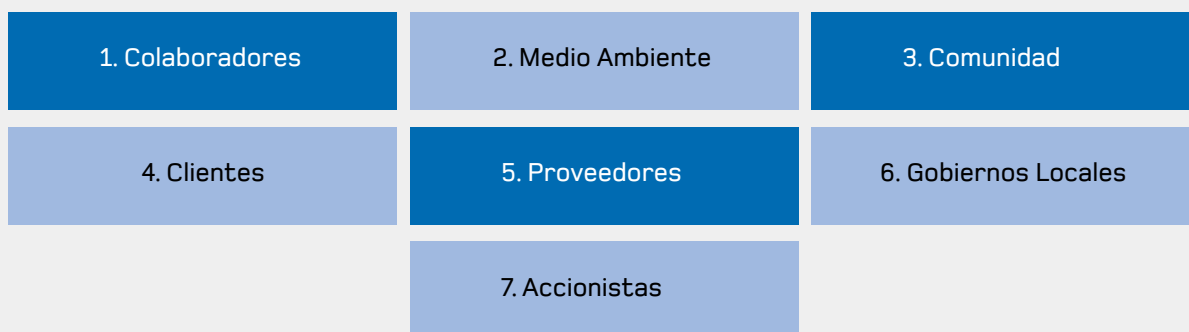 1. Colaboradores
2. Medio Ambiente
3. Comunidad
4. Clientes
5. Proveedores
6. Gobiernos Locales
7. Accionistas